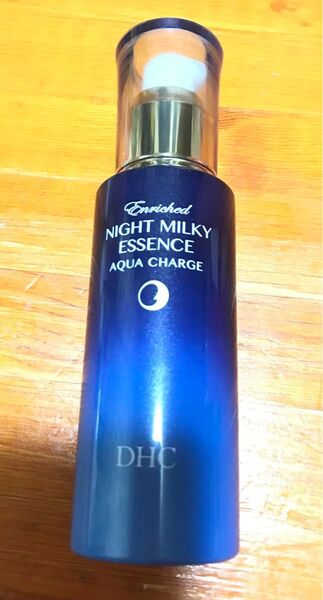 Enriched
NIGHT MILKY
ESSENCE
AQUA CHARGE
DHC